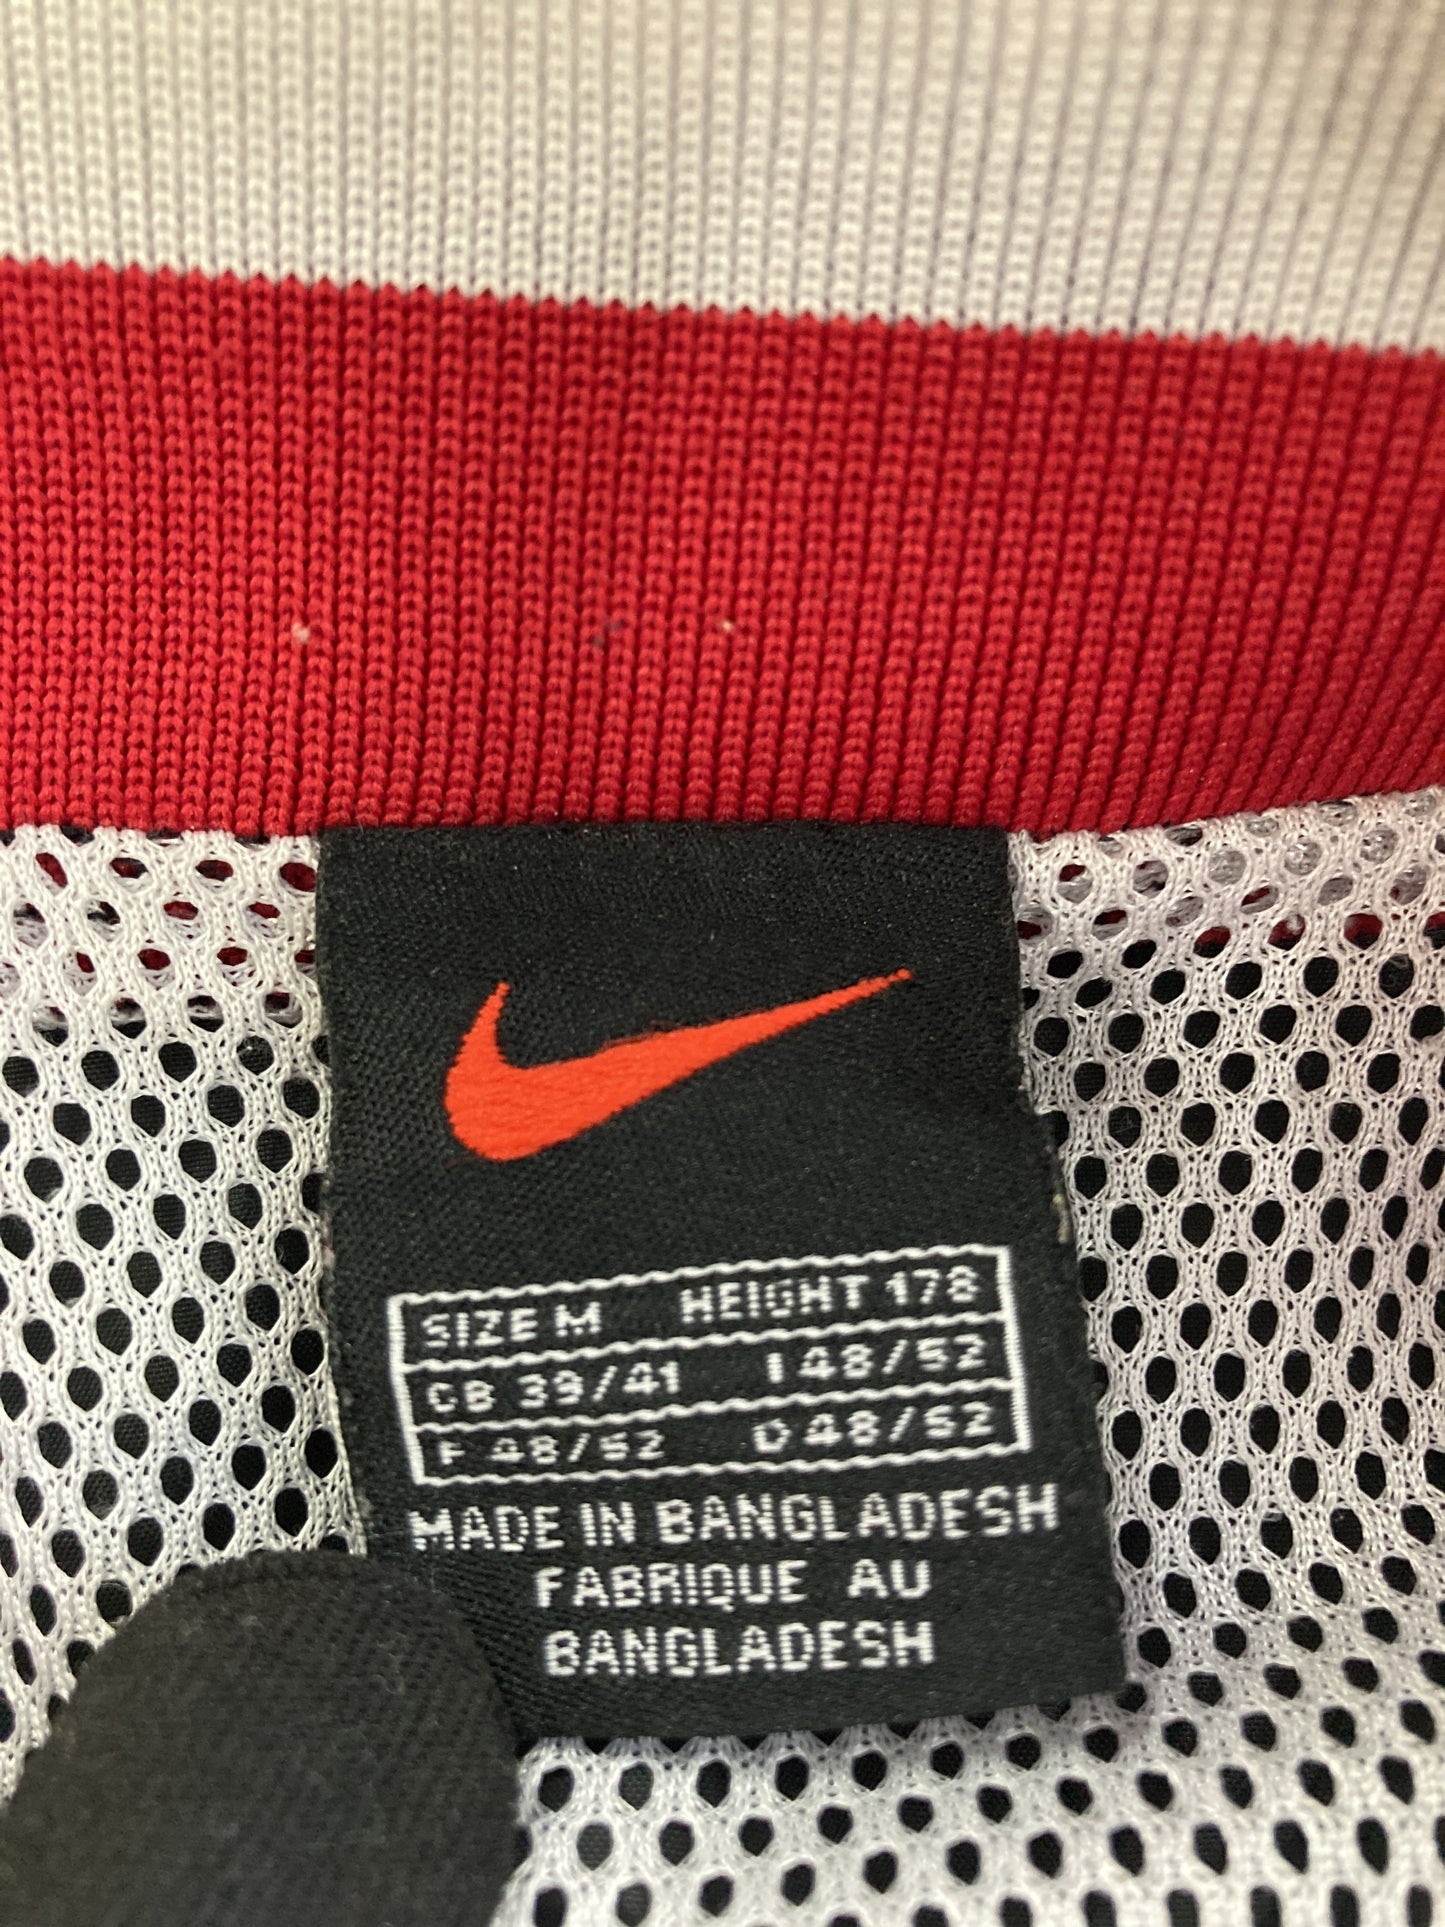 SIZE M HEIGHT 178
GB 39/41 I 48/52
F 48/52 D 48/52
MADE IN BANGLADESH
FABRIQUE AU
BANGLADESH